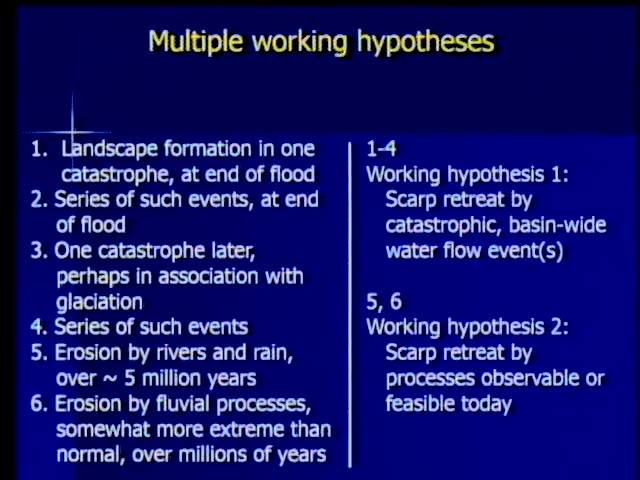 Multiple working hypotheses
1. Landscape formation in one
catastrophe, at end of flood
2. Series of such events, at end
of flood
3. One catastrophe later,
perhaps in association with
glaciation
4. Series of such events
5. Erosion by rivers and rain,
over ~ 5 million years
6. Erosion by fluvial processes,
somewhat more extreme than
normal, over millions of years
1-4
Working hypothesis 1:
Scarp retreat by
catastrophic, basin-wide
water flow event(s)
5, 6
Working hypothesis 2:
Scarp retreat by
processes observable or
feasible today